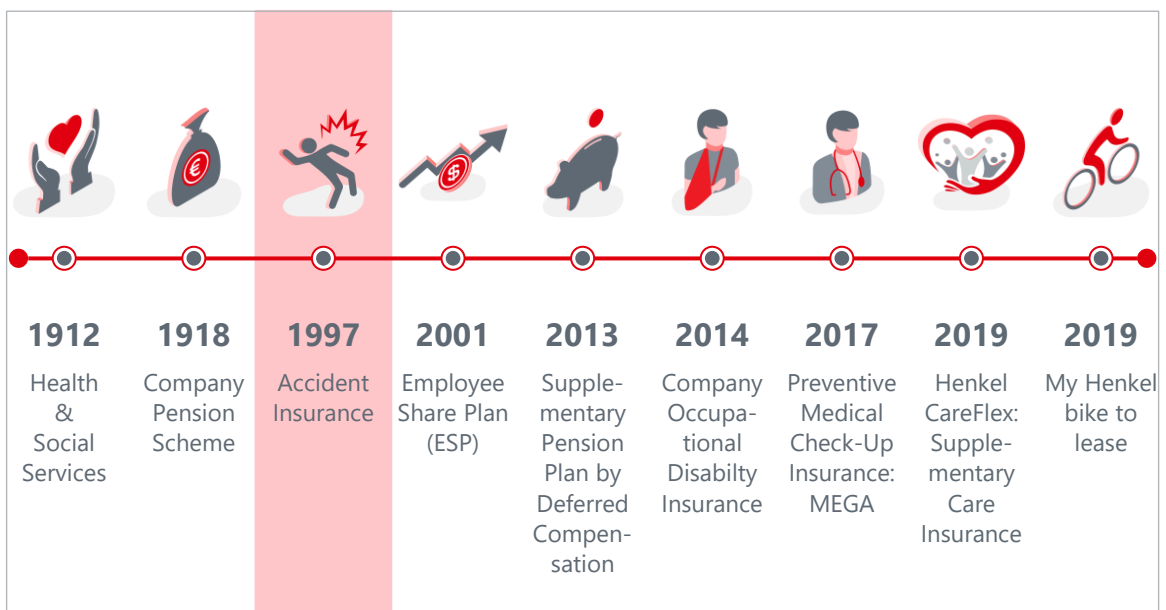 €
$
1912
Health
&
Social
Services
1918
Company
Pension
Scheme
1997
Accident
Insurance
2001
Employee
Share Plan
(ESP)
2013
Supple-
mentary
Pension
Plan by
Deferred
Compen-
sation
2014
Company
Occupa-
tional
Disabilty
Insurance
2017
Preventive
Medical
Check-Up
Insurance:
MEGA
2019
Henkel
CareFlex:
Supple-
mentary
Care
Insurance
2019
My Henkel
bike to
lease